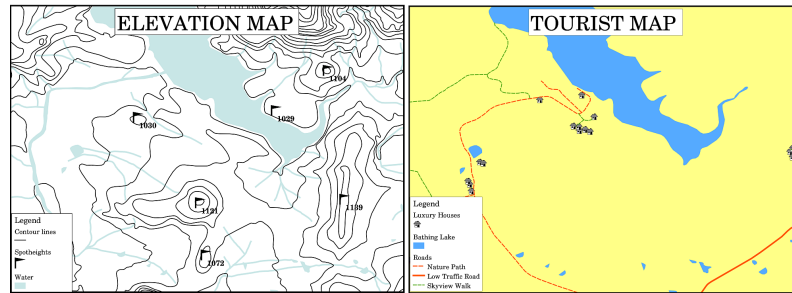 ELEVATION MAP
1104
1029
1030
1139
1121
1072
Legend
Contour lines
Spotheights
Water
TOURIST MAP
Legend
Luxury Houses
Bathing Lake
Roads
Nature Path
Low Traffic Road
Skyview Walk